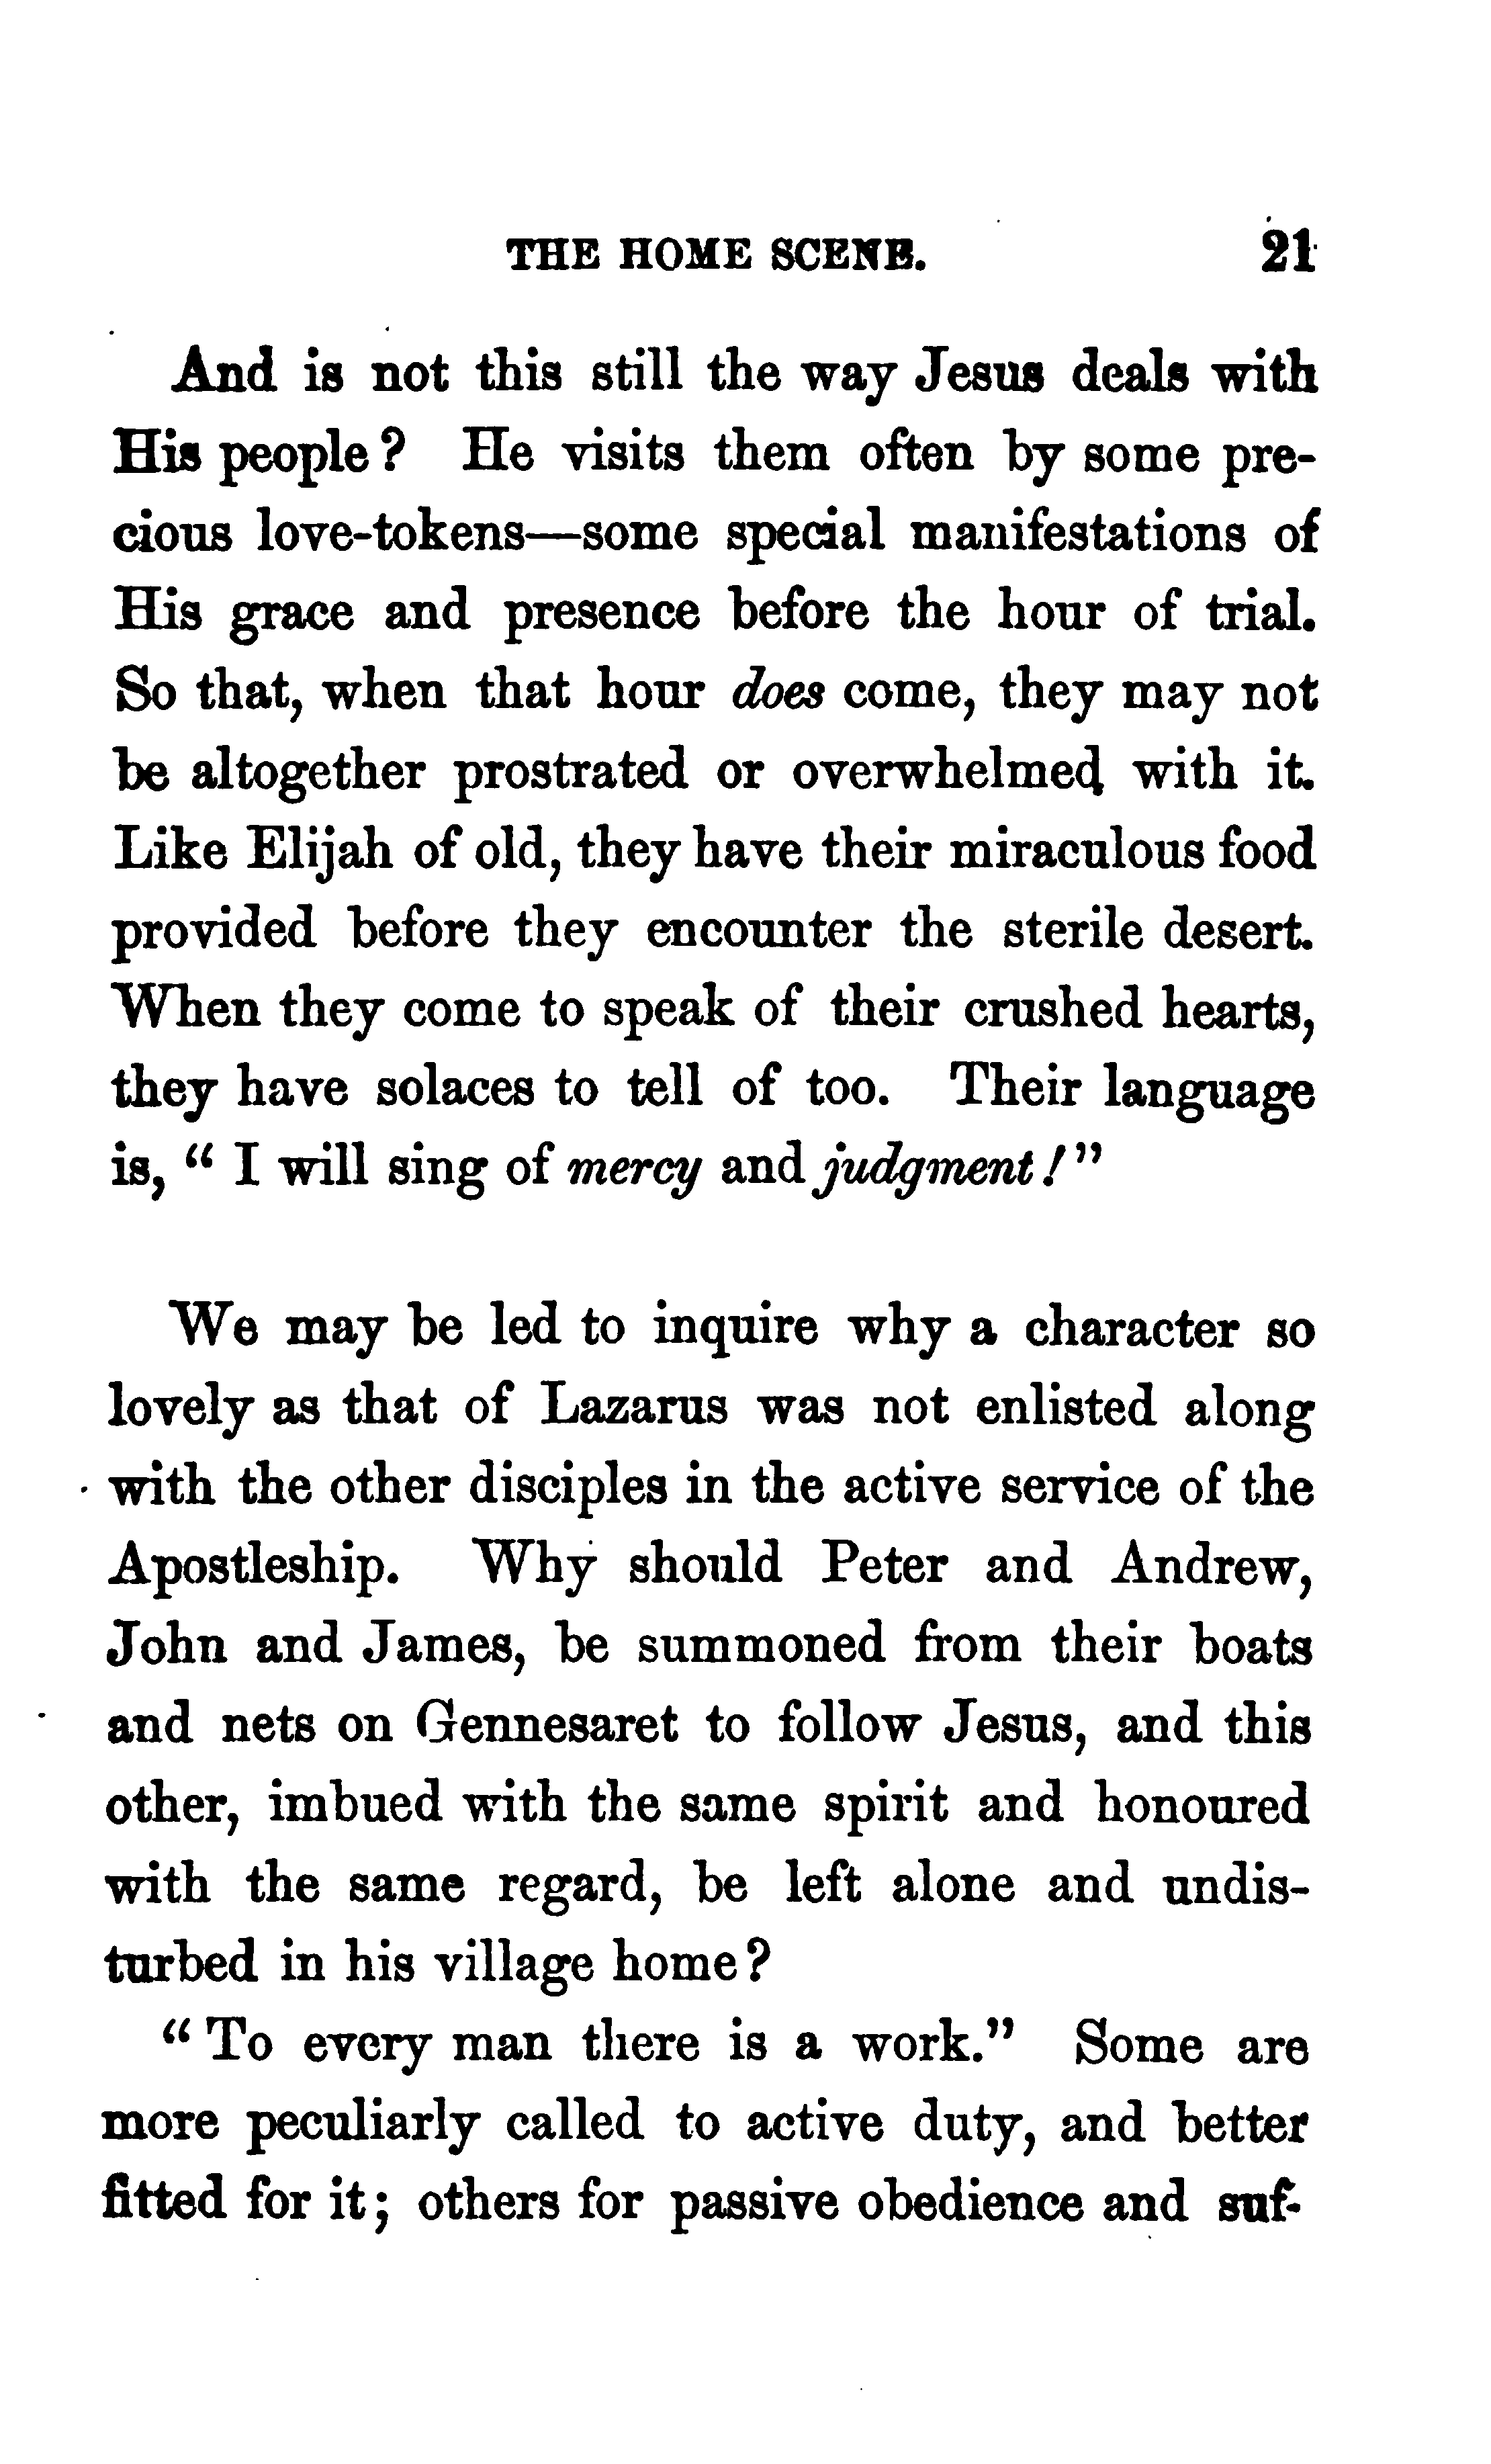 THE HOME SCENE. 21
And is not this still the way Jesus deals with
His people? He visits them often by some pre-
cious love-tokens—some special manifestations of
His grace and presence before the hour of trial.
So that, when that hour does come, they may not
be altogether prostrated or overwhelmed with it.
Like Elijah of old, they have their miraculous food
provided before they encounter the sterile desert.
When they come to speak of their crushed hearts,
they have solaces to tell of too. Their language
is, “ I will sing of mercy and judgment!”
We may be led to inquire why a character so
lovely as that of Lazarus was not enlisted along
with the other disciples in the active service of the
Apostleship. Why should Peter and Andrew,
John and James, be summoned from their boats
and nets on Gennesaret to follow Jesus, and this
other, imbued with the same spirit and honoured
with the same regard, be left alone and undis-
turbed in his village home?
“ To every man there is a work.” Some are
more peculiarly called to active duty, and better
fitted for it; others for passive obedience and suf-